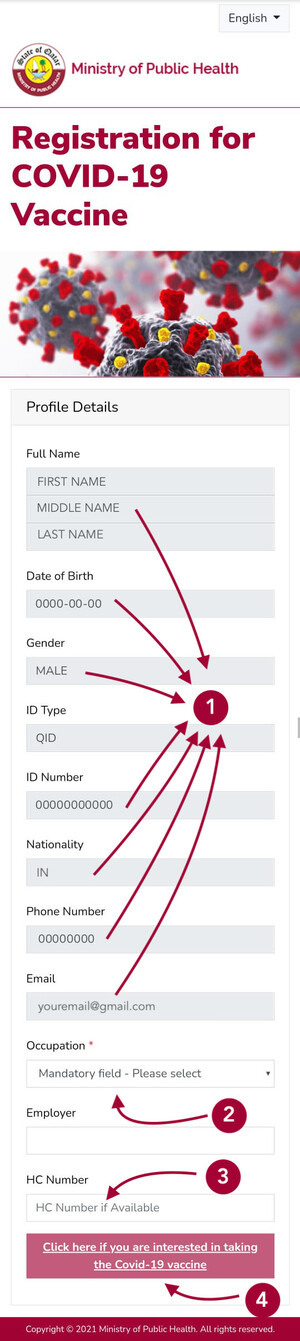 English
State of Qatar
MINISTRY OF PUBLIC HEALTH
Ministry of Public Health
Registration for
COVID-19
Vaccine
Profile Details
Full Name
FIRST NAME
MIDDLE NAME
LAST NAME
Date of Birth
0000-00-00
Gender
MALE
1
ID Type
QID
ID Number
00000000000
Nationality
IN
Phone Number
00000000
Email
youremail@gmail.com
Occupation *
Mandatory field - Please select
2
Employer
HC Number
3
HC Number if Available
Click here if you are interested in taking
the Covid-19 vaccine
4
Copyright © 2021 Ministry of Public Health. All rights reserved.